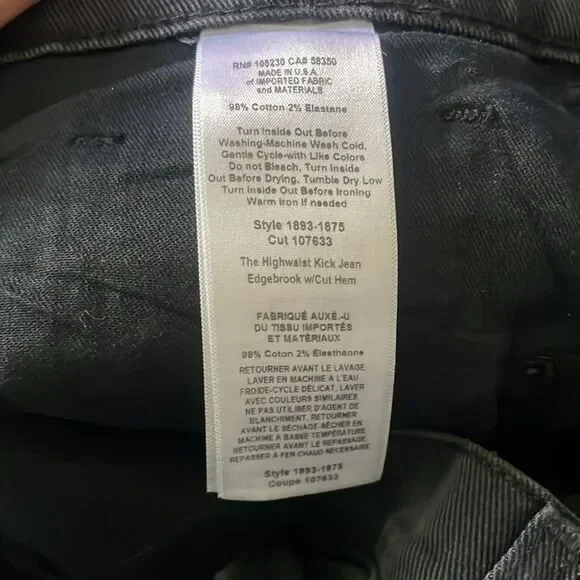 RN# 105230 CA# 58350
MADE IN U.S.A.
of IMPORTED FABRIC
and MATERIALS
98% Cotton 2% Elastane
Turn Inside Out Before
Washing-Machine Wash Cold,
Gentle Cycle-with Like Colors
Do not Bleach, Turn Inside
Out Before Drying, Tumble Dry Low
Turn Inside Out Before Ironing
Warm Iron if needed
Style 1893-1875
Cut 107633
The Highwaist Kick Jean
Edgebrook w/Cut Hem
FABRIQUÉ AUXÉ.-U
DU TISSU IMPORTÉS
ET MATÉRIAUX
98% Coton 2% Elasthanne
RETOURNER AVANT LE LAVAGE
LAVER EN MACHINE A L'EAU
FROIDE-CYCLE DÉLICAT, LAVER
AVEC COULEURS SIMILAIRES
NE PAS UTILISER D'AGENT DE
BLANCHIMENT, RETOURNER
AVANT LE SÉCHAGE-SÉCHER EN
MACHINE A BASSE TEMPÉRATURE
RETOURNER AVANT LE REPASSAGE
REPASSER A FER CHAUD NÉCESSAIRE
Style 1893-1875
Coupe 107633